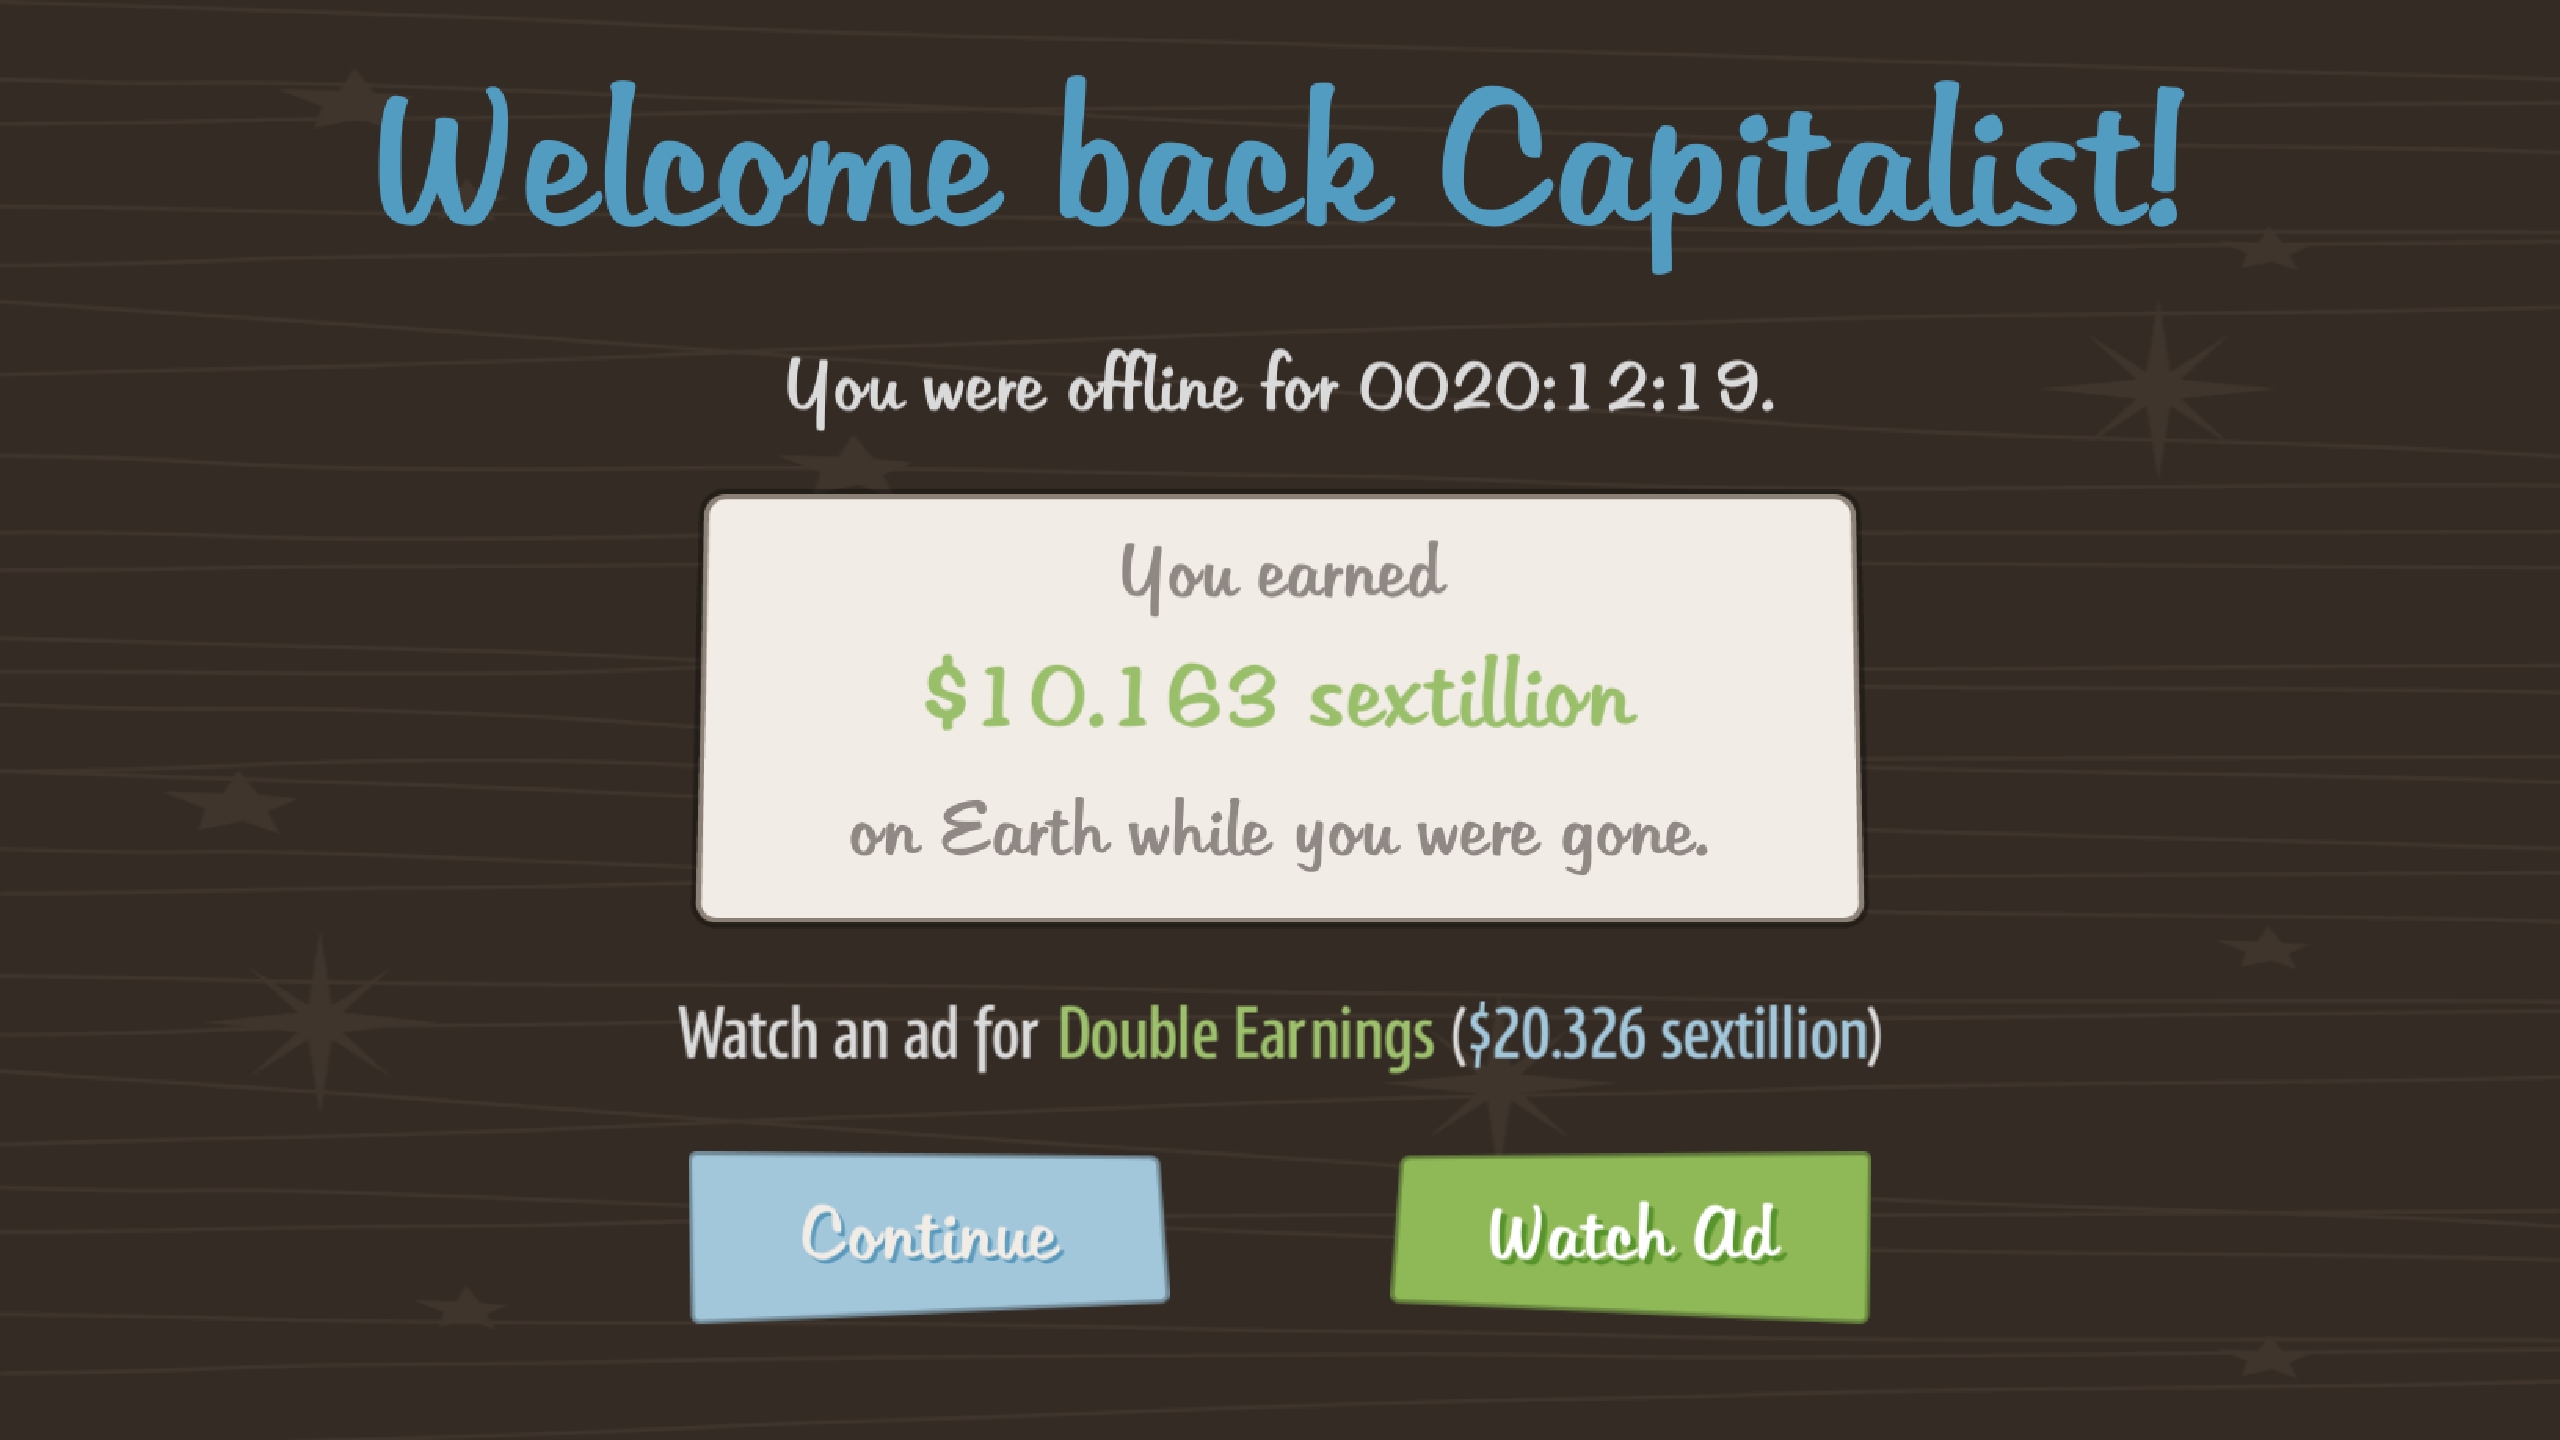 Welcome back Capitalist!
You were offline for 0020:12:19.
You earned
$10.163 sextillion
on Earth while you were gone.
Watch an ad for Double Earnings ($20.326 sextillion)
Continue
Watch Ad